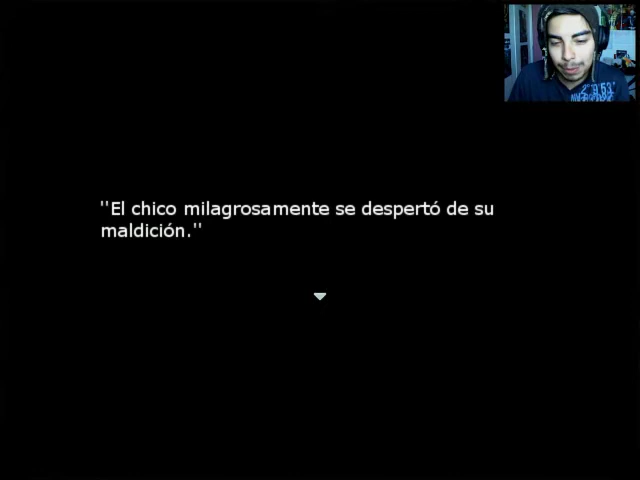 ''El chico milagrosamente se despertó de su
maldición.''